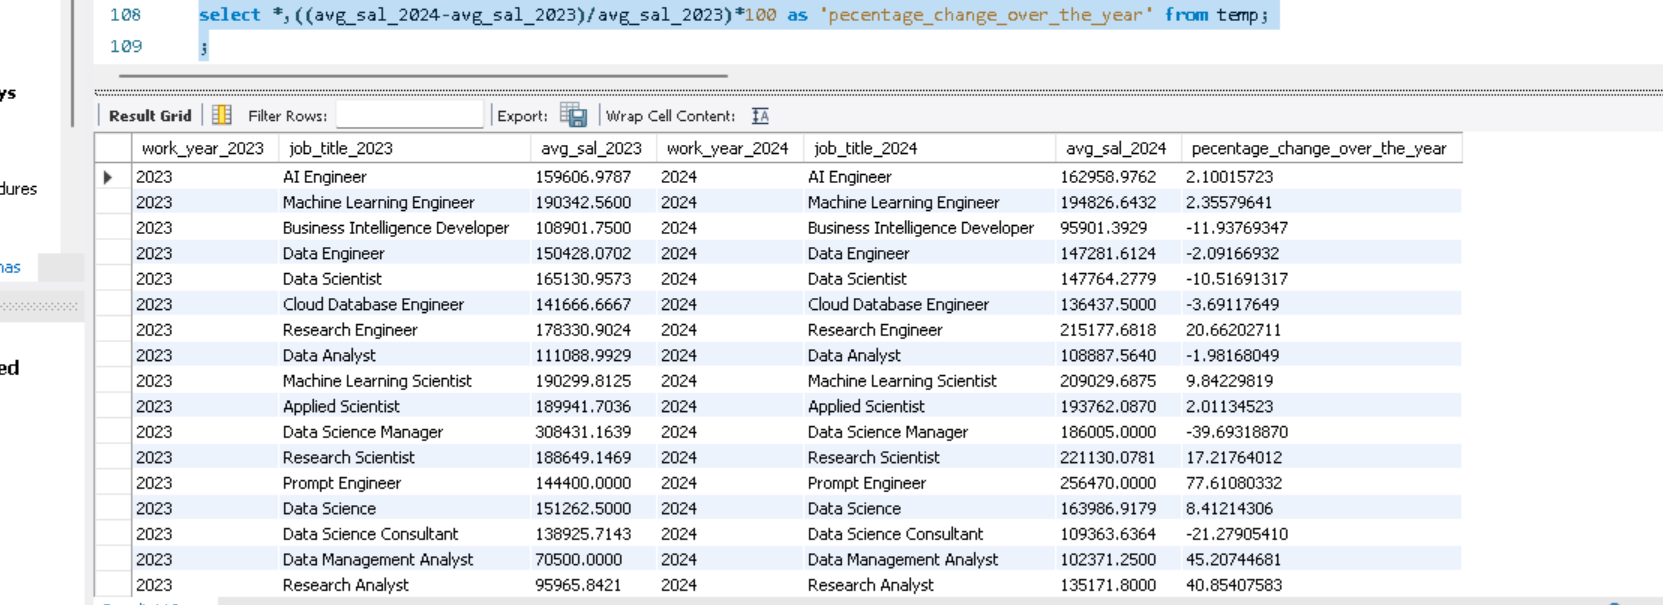 108 select *,((avg_sal_2024-avg_sal_2023)/avg_sal_2023)*100 as 'pecentage_change_over_the_year' from temp;
109 ;
ys
dures
nas
ed
Result Grid Filter Rows: Export: Wrap Cell Content:
work_year_2023 job_title_2023 avg_sal_2023 work_year_2024 job_title_2024 avg_sal_2024 pecentage_change_over_the_year
2023 AI Engineer 159606.9787 2024 AI Engineer 162958.9762 2.10015723
2023 Machine Learning Engineer 190342.5600 2024 Machine Learning Engineer 194826.6432 2.35579641
2023 Business Intelligence Developer 108901.7500 2024 Business Intelligence Developer 95901.3929 -11.93769347
2023 Data Engineer 150428.0702 2024 Data Engineer 147281.6124 -2.09166932
2023 Data Scientist 165130.9573 2024 Data Scientist 147764.2779 -10.51691317
2023 Cloud Database Engineer 141666.6667 2024 Cloud Database Engineer 136437.5000 -3.69117649
2023 Research Engineer 178330.9024 2024 Research Engineer 215177.6818 20.66202711
2023 Data Analyst 111088.9929 2024 Data Analyst 108887.5640 -1.98168049
2023 Machine Learning Scientist 190299.8125 2024 Machine Learning Scientist 209029.6875 9.84229819
2023 Applied Scientist 189941.7036 2024 Applied Scientist 193762.0870 2.01134523
2023 Data Science Manager 308431.1639 2024 Data Science Manager 186005.0000 -39.69318870
2023 Research Scientist 188649.1469 2024 Research Scientist 221130.0781 17.21764012
2023 Prompt Engineer 144400.0000 2024 Prompt Engineer 256470.0000 77.61080332
2023 Data Science 151262.5000 2024 Data Science 163986.9179 8.41214306
2023 Data Science Consultant 138925.7143 2024 Data Science Consultant 109363.6364 -21.27905410
2023 Data Management Analyst 70500.0000 2024 Data Management Analyst 102371.2500 45.20744681
2023 Research Analyst 95965.8421 2024 Research Analyst 135171.8000 40.85407583